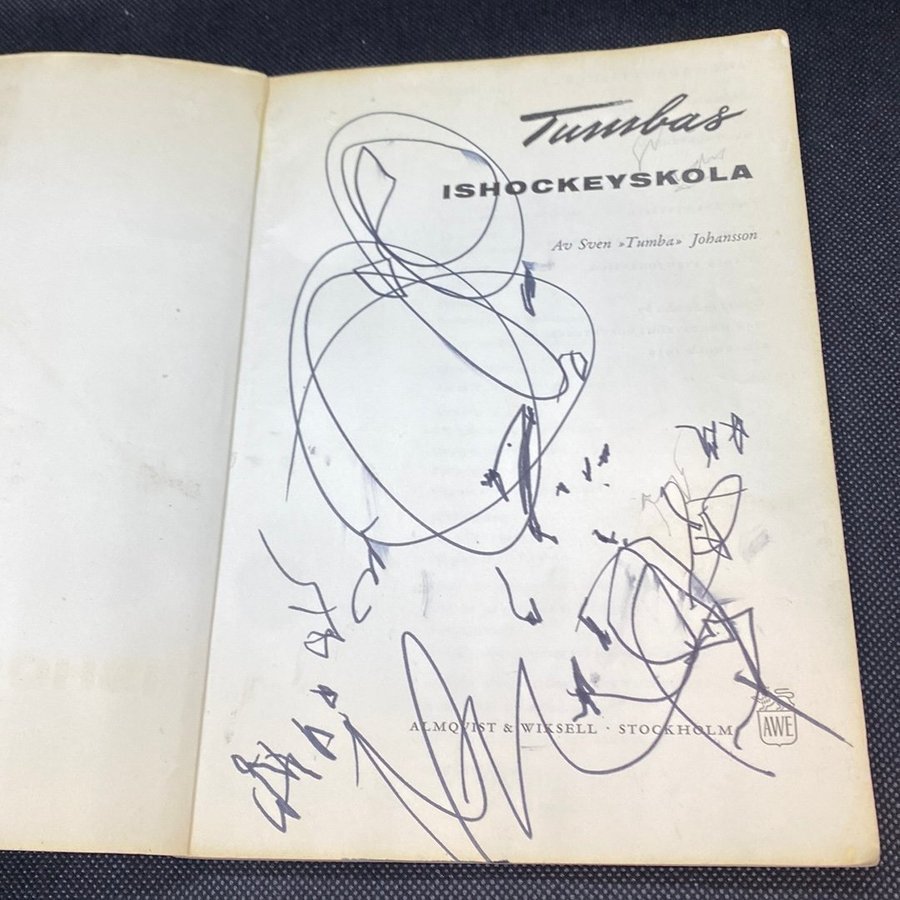 Tumbas
ISHOCKEYSKOLA
Av Sven »Tumba» Johansson
ALMQVIST & WIKSELL · STOCKHOLM
AWE